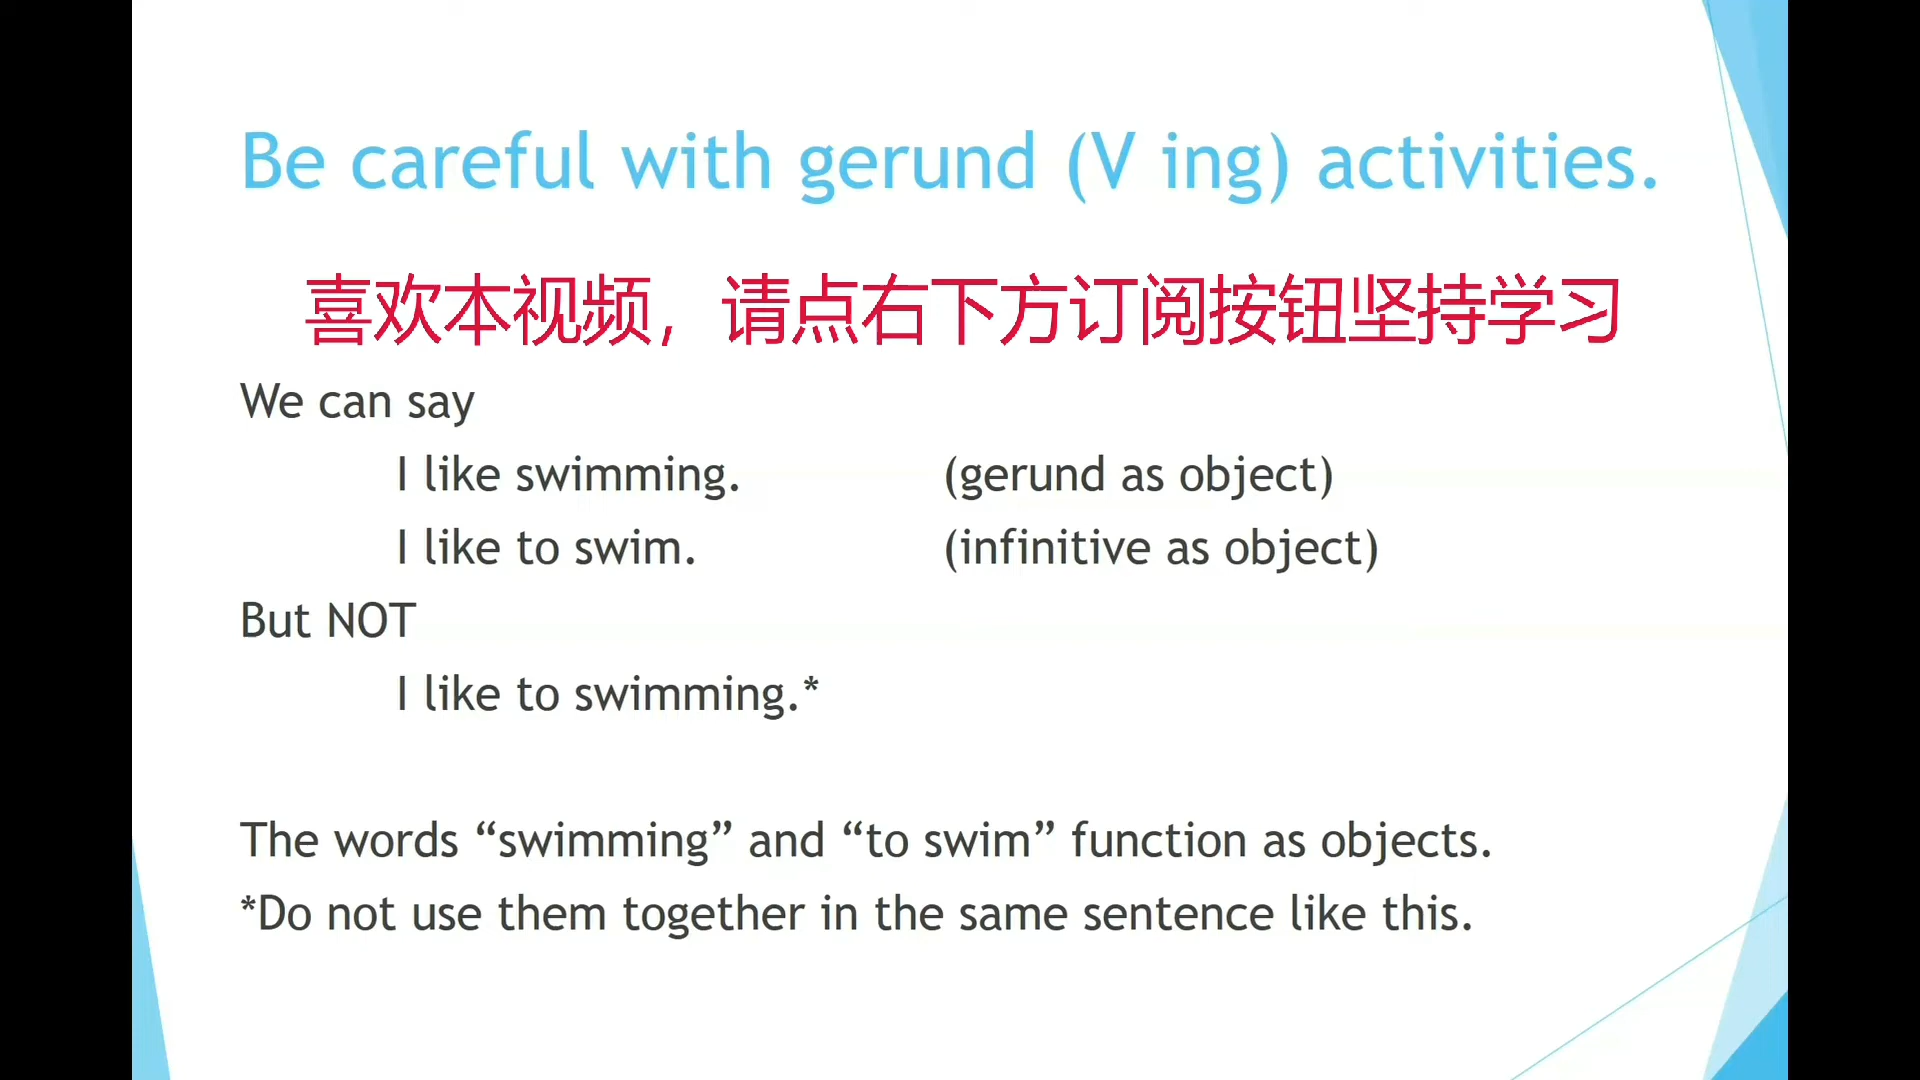 Be careful with gerund (V ing) activities.
喜欢本视频，请点右下方订阅按钮坚持学习
We can say
I like swimming. (gerund as object)
I like to swim. (infinitive as object)
But NOT
I like to swimming.*
The words “swimming” and “to swim” function as objects.
*Do not use them together in the same sentence like this.